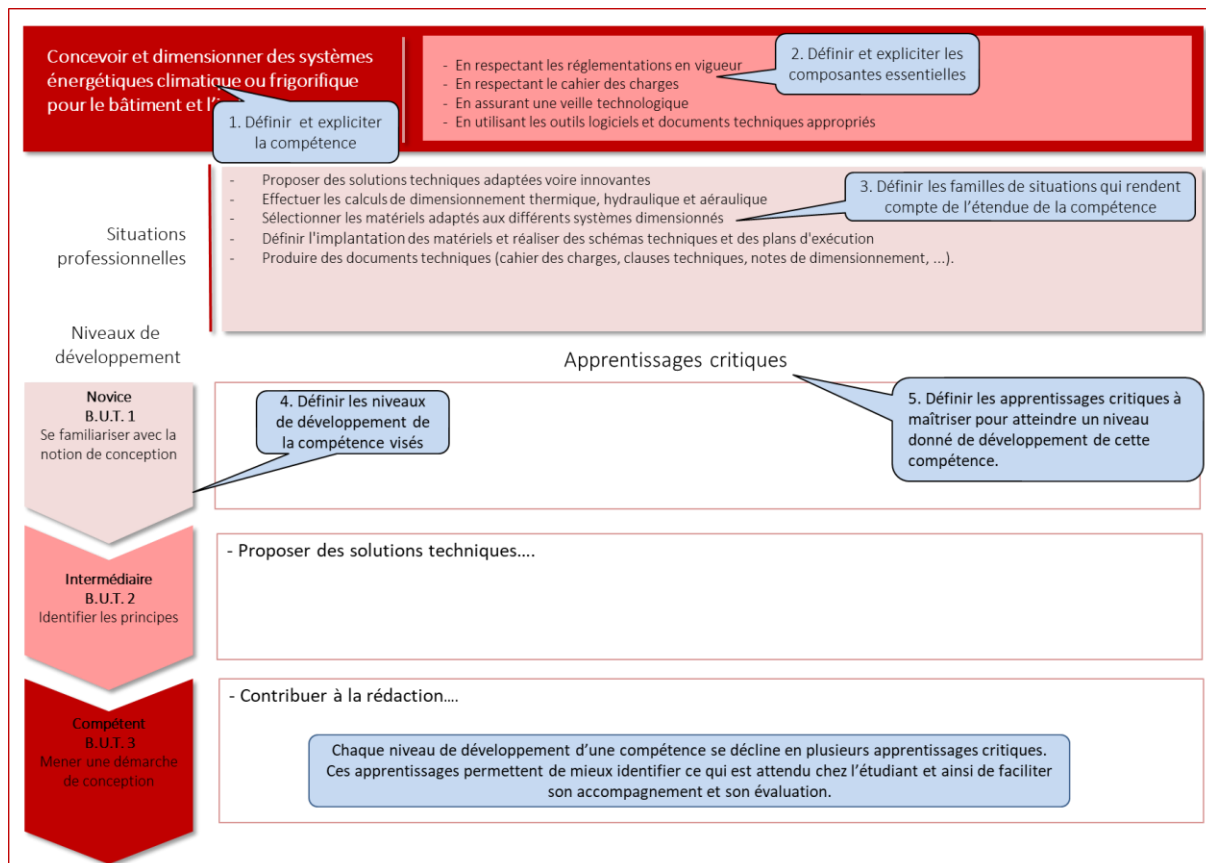 Concevoir et dimensionner des systèmes
énergétiques climatique ou frigorifique
pour le bâtiment et l'
- En respectant les réglementations en vigueur
- En respectant le cahier des charges
- En assurant une veille technologique
- En utilisant les outils logiciels et documents techniques appropriés
2. Définir et expliciter les
composantes essentielles
1. Définir et expliciter
la compétence
Situations
professionnelles
- Proposer des solutions techniques adaptées voire innovantes
- Effectuer les calculs de dimensionnement thermique, hydraulique et aéraulique
- Sélectionner les matériels adaptés aux différents systèmes dimensionnés
- Définir l'implantation des matériels et réaliser des schémas techniques et des plans d'exécution
- Produire des documents techniques (cahier des charges, clauses techniques, notes de dimensionnement, ...).
3. Définir les familles de situations qui rendent
compte de l'étendue de la compétence
Niveaux de
développement
Apprentissages critiques
Novice
B.U.T. 1
Se familiariser avec la
notion de conception
4. Définir les niveaux
de développement de
la compétence visés
5. Définir les apprentissages critiques à
maîtriser pour atteindre un niveau
donné de développement de cette
compétence.
Intermédiaire
B.U.T. 2
Identifier les principes
- Proposer des solutions techniques….
Compétent
B.U.T. 3
Mener une démarche
de conception
- Contribuer à la rédaction….
Chaque niveau de développement d'une compétence se décline en plusieurs apprentissages critiques.
Ces apprentissages permettent de mieux identifier ce qui est attendu chez l'étudiant et ainsi de faciliter
son accompagnement et son évaluation.